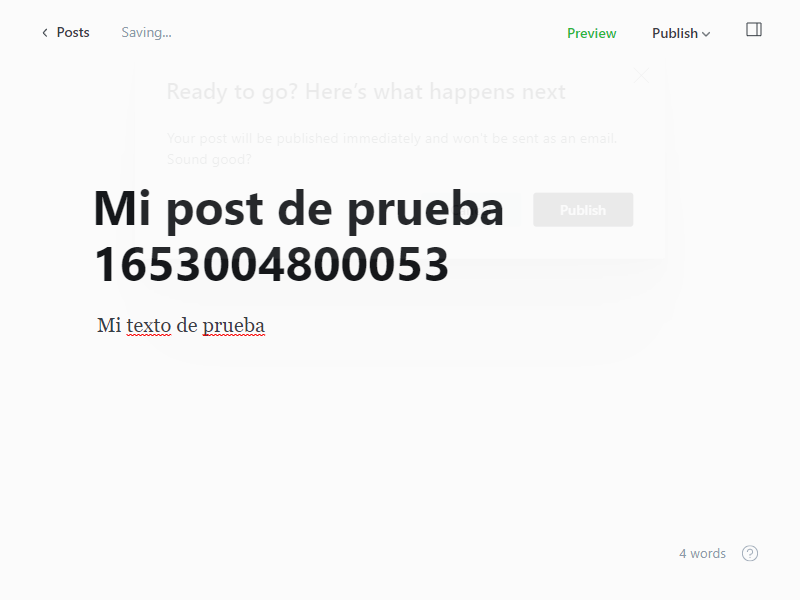 Posts
Saving...
Preview
Publish
Ready to go? Here's what happens next
Your post will be published immediately and won't be sent as an email.
Sound good?
Mi post de prueba
Publish
1653004800053
Mi texto de prueba
4 words
?